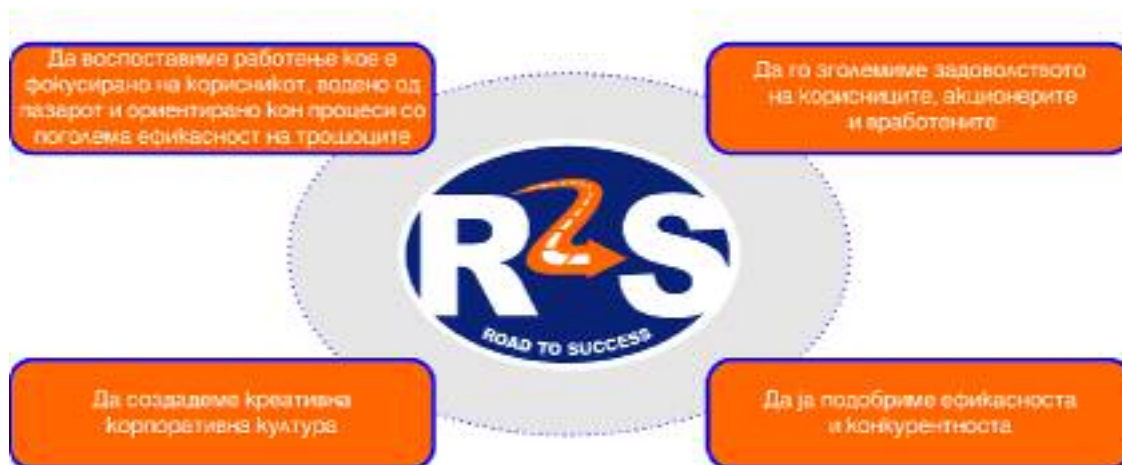 Да воспоставиме работење кое е
фокусирано на корисникот, водено од
пазарот и ориентирано кон процеси со
поголема ефикасност на трошоците
Да го зголемиме задоволството
на корисниците, акционерите
и вработените
R2S
ROAD TO SUCCESS
Да создадеме креативна
корпоративна култура
Да ја подобриме ефикасноста
и конкурентноста